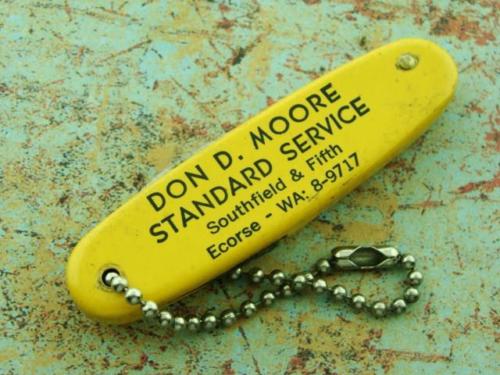 DON D. MOORE
STANDARD SERVICE
Southfield & Fifth
Ecorse - WA: 8-9717